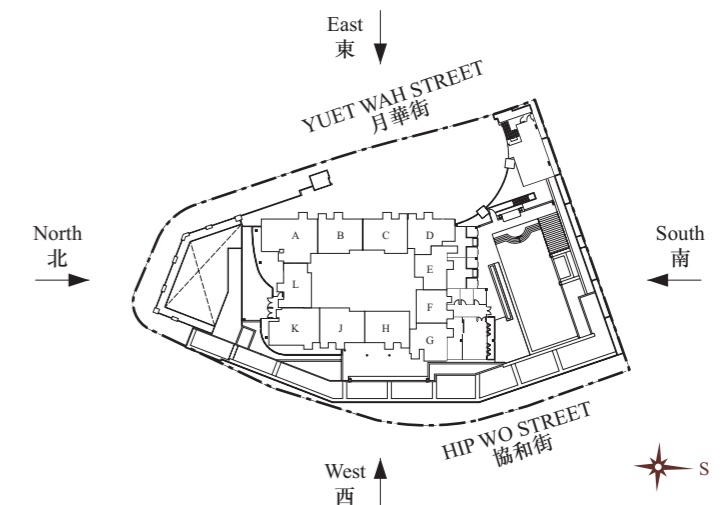 East
東
YUET WAH STREET
月華街
North
北
South
南
A
B
C
D
L
E
F
K
J
H
G
HIP WO STREET
協和街
West
西
S